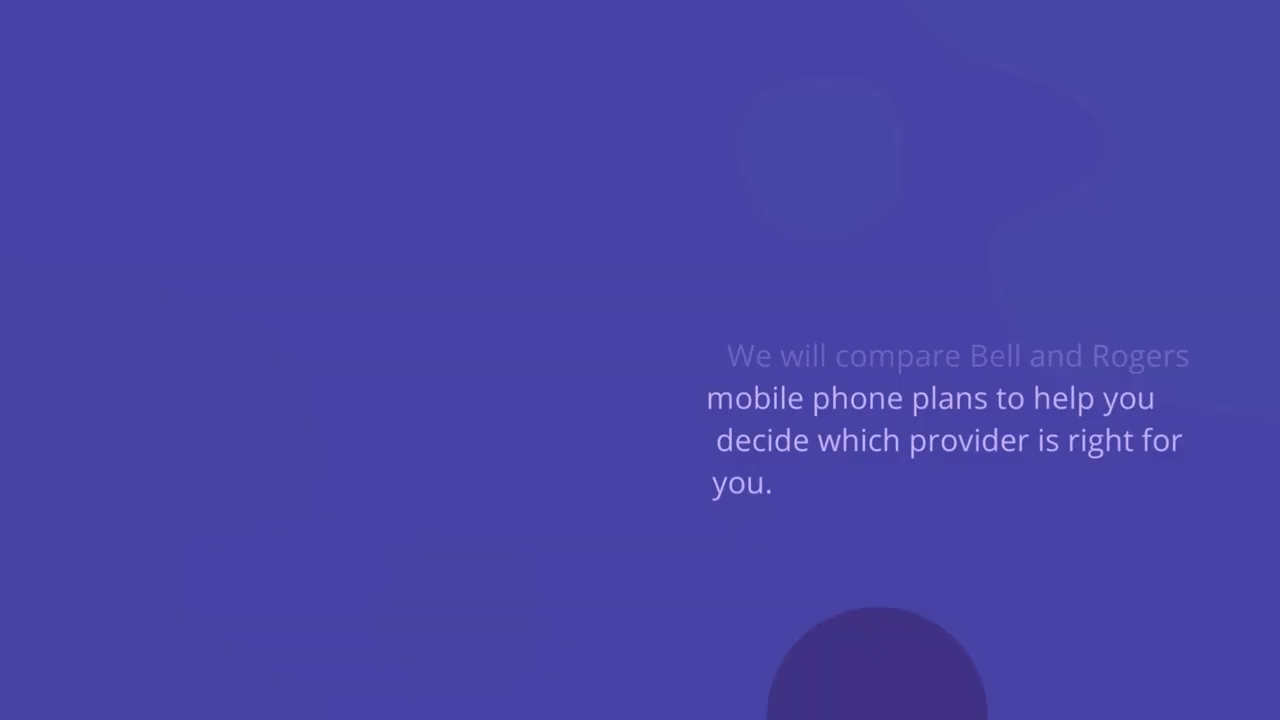 We will compare Bell and Rogers
mobile phone plans to help you
decide which provider is right for
you.